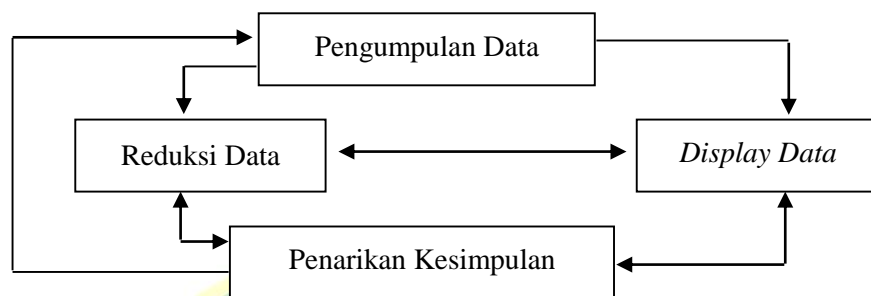 Pengumpulan Data
Reduksi Data
Display Data
Penarikan Kesimpulan